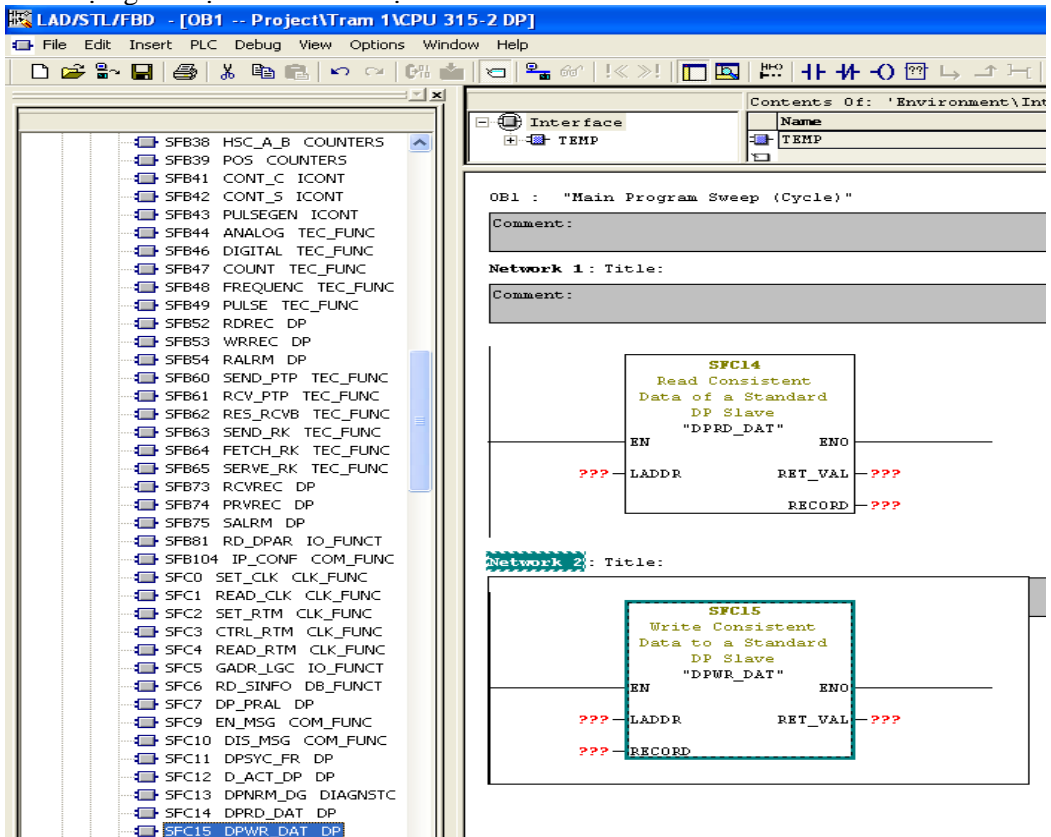 LAD/STL/FBD - [OB1 -- Project\Tram 1\CPU 315-2 DP]
File Edit Insert PLC Debug View Options Window Help
Contents Of: 'Environment\Int
Interface
Name
TEMP
TEMP
SFB38 HSC_A_B COUNTERS
SFB39 POS COUNTERS
SFB41 CONT_C ICONT
SFB42 CONT_S ICONT
SFB43 PULSEGEN ICONT
SFB44 ANALOG TEC_FUNC
SFB46 DIGITAL TEC_FUNC
SFB47 COUNT TEC_FUNC
SFB48 FREQUENC TEC_FUNC
SFB49 PULSE TEC_FUNC
SFB52 RDREC DP
SFB53 WRREC DP
SFB54 RALRM DP
SFB60 SEND_PTP TEC_FUNC
SFB61 RCV_PTP TEC_FUNC
SFB62 RES_RCVB TEC_FUNC
SFB63 SEND_RK TEC_FUNC
SFB64 FETCH_RK TEC_FUNC
SFB65 SERVE_RK TEC_FUNC
SFB73 RCVREC DP
SFB74 PRVREC DP
SFB75 SALRM DP
SFB81 RD_DPAR IO_FUNCT
SFB104 IP_CONF COM_FUNC
SFC0 SET_CLK CLK_FUNC
SFC1 READ_CLK CLK_FUNC
SFC2 SET_RTM CLK_FUNC
SFC3 CTRL_RTM CLK_FUNC
SFC4 READ_RTM CLK_FUNC
SFC5 GADR_LGC IO_FUNCT
SFC6 RD_SINFO DB_FUNCT
SFC7 DP_PRAL DP
SFC9 EN_MSG COM_FUNC
SFC10 DIS_MSG COM_FUNC
SFC11 DPSYC_FR DP
SFC12 D_ACT_DP DP
SFC13 DPNRM_DG DIAGNSTC
SFC14 DPRD_DAT DP
SFC15 DPWR_DAT DP
OB1 : "Main Program Sweep (Cycle)"
Comment:
Network 1: Title:
Comment:
SFC14
Read Consistent
Data of a Standard
DP Slave
"DPRD_DAT"
EN ENO
??? LADDR RET_VAL ???
RECORD ???
Network 2: Title:
SFC15
Write Consistent
Data to a Standard
DP Slave
"DPWR_DAT"
EN ENO
??? LADDR RET_VAL ???
??? RECORD